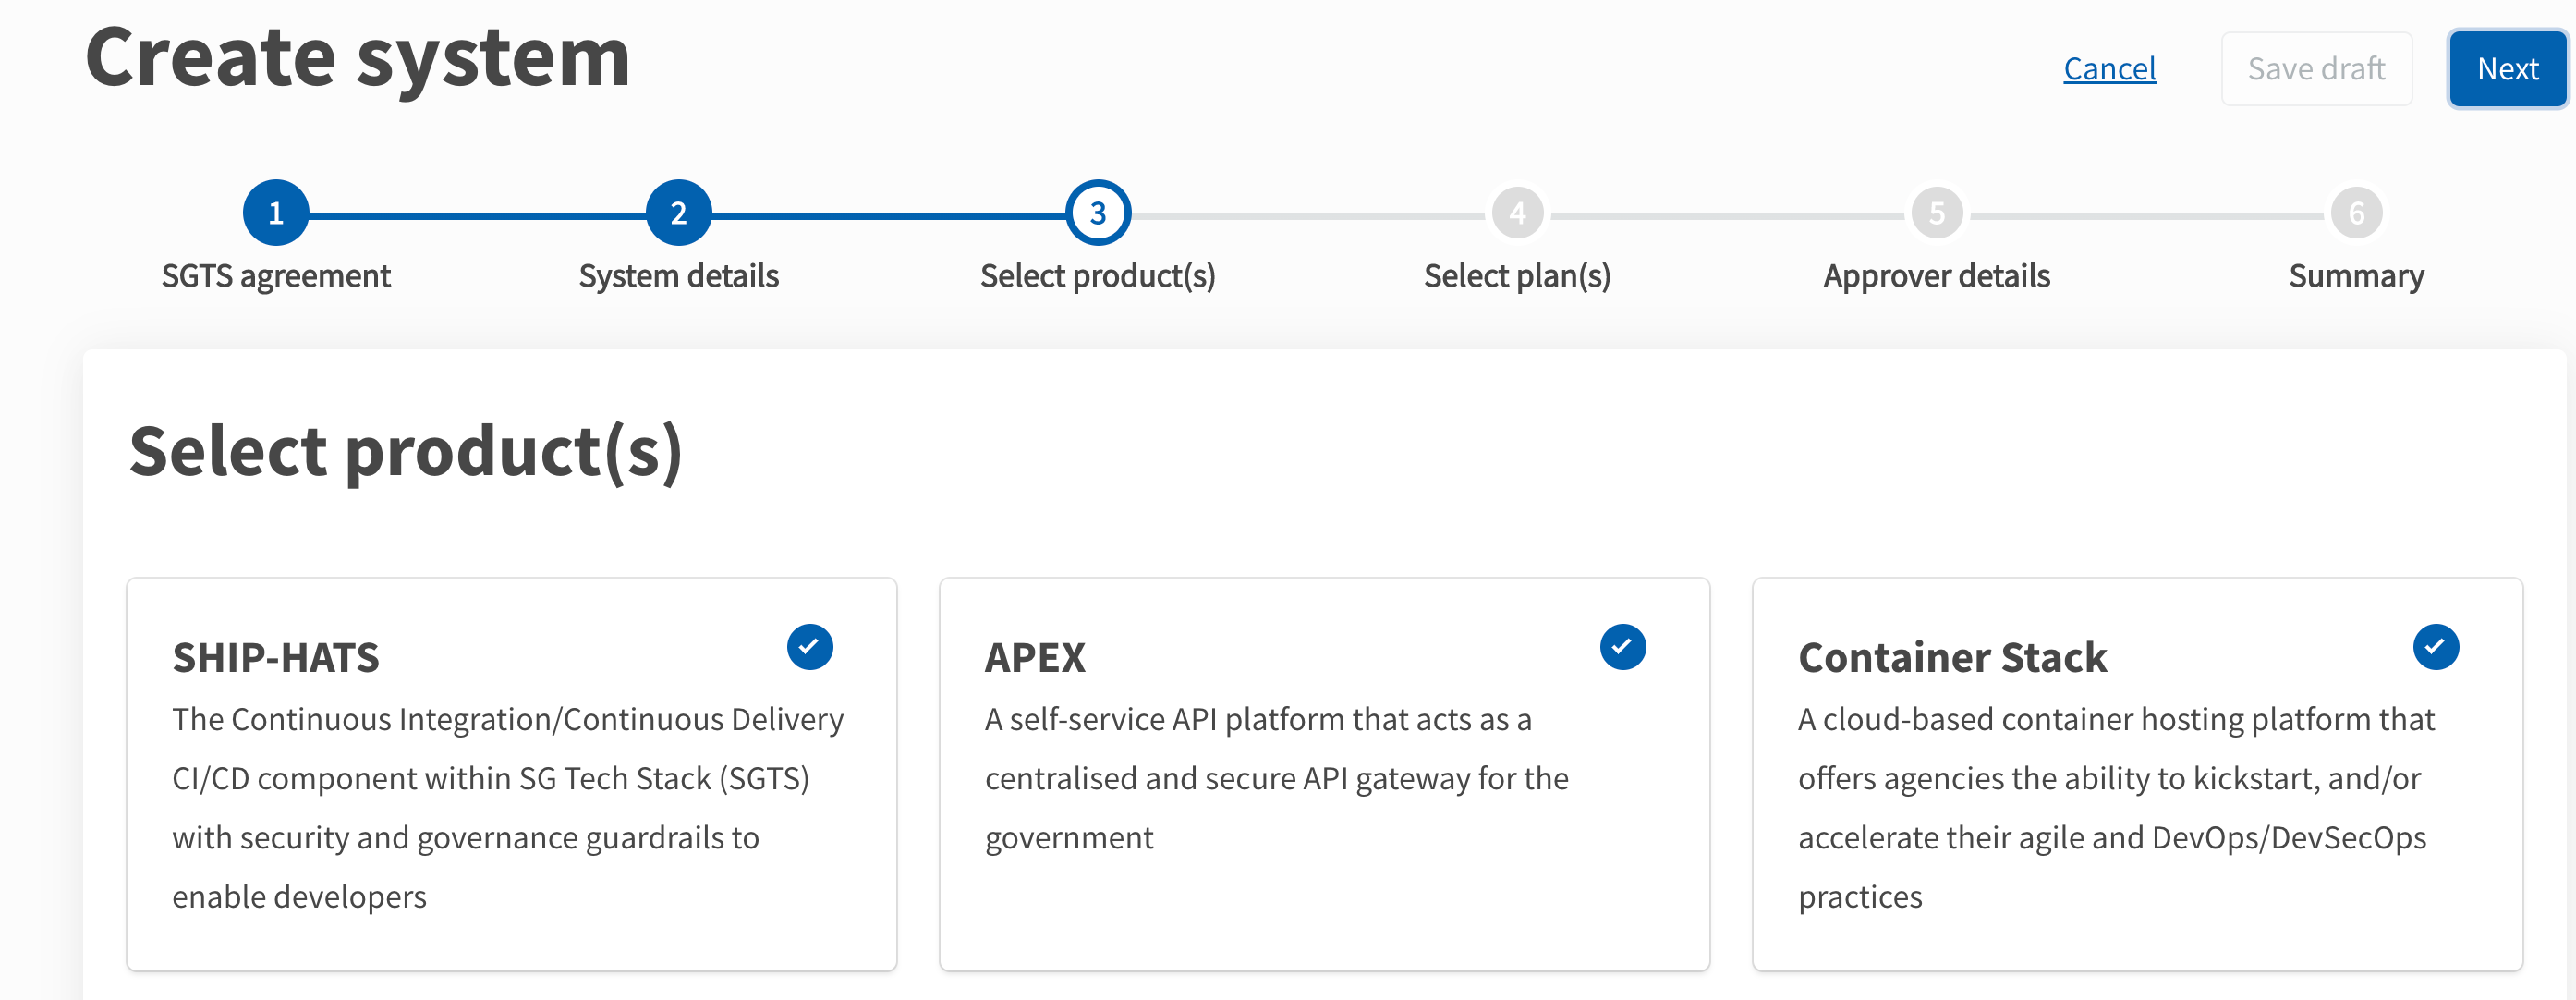 Create system
Cancel
Save draft
Next
1
2
3
4
5
6
SGTS agreement
System details
Select product(s)
Select plan(s)
Approver details
Summary
Select product(s)
SHIP-HATS
The Continuous Integration/Continuous Delivery
CI/CD component within SG Tech Stack (SGTS)
with security and governance guardrails to
enable developers
APEX
A self-service API platform that acts as a
centralised and secure API gateway for the
government
Container Stack
A cloud-based container hosting platform that
offers agencies the ability to kickstart, and/or
accelerate their agile and DevOps/DevSecOps
practices